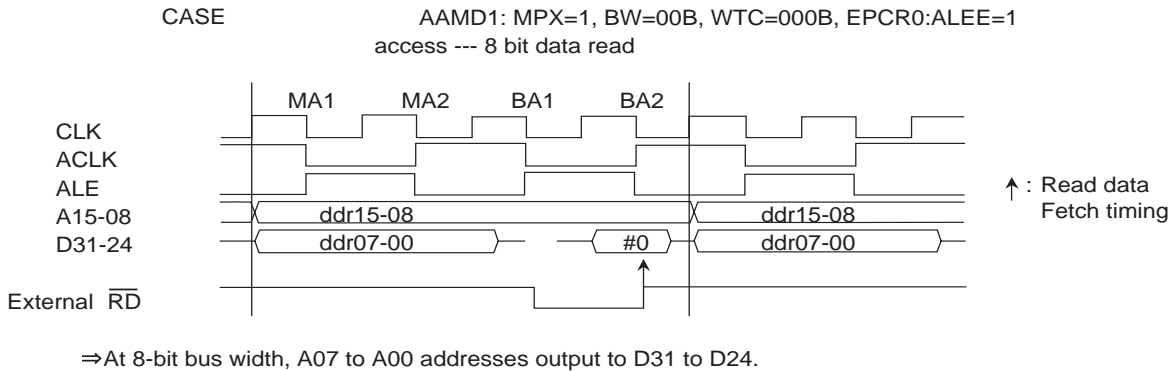 CASE AAMD1: MPX=1, BW=00B, WTC=000B, EPCR0:ALEE=1
access --- 8 bit data read
MA1 MA2 BA1 BA2
CLK
ACLK
ALE
A15-08 ddr15-08 ddr15-08
D31-24 ddr07-00 #0 ddr07-00
External RD
↑ : Read data
Fetch timing
⇒At 8-bit bus width, A07 to A00 addresses output to D31 to D24.